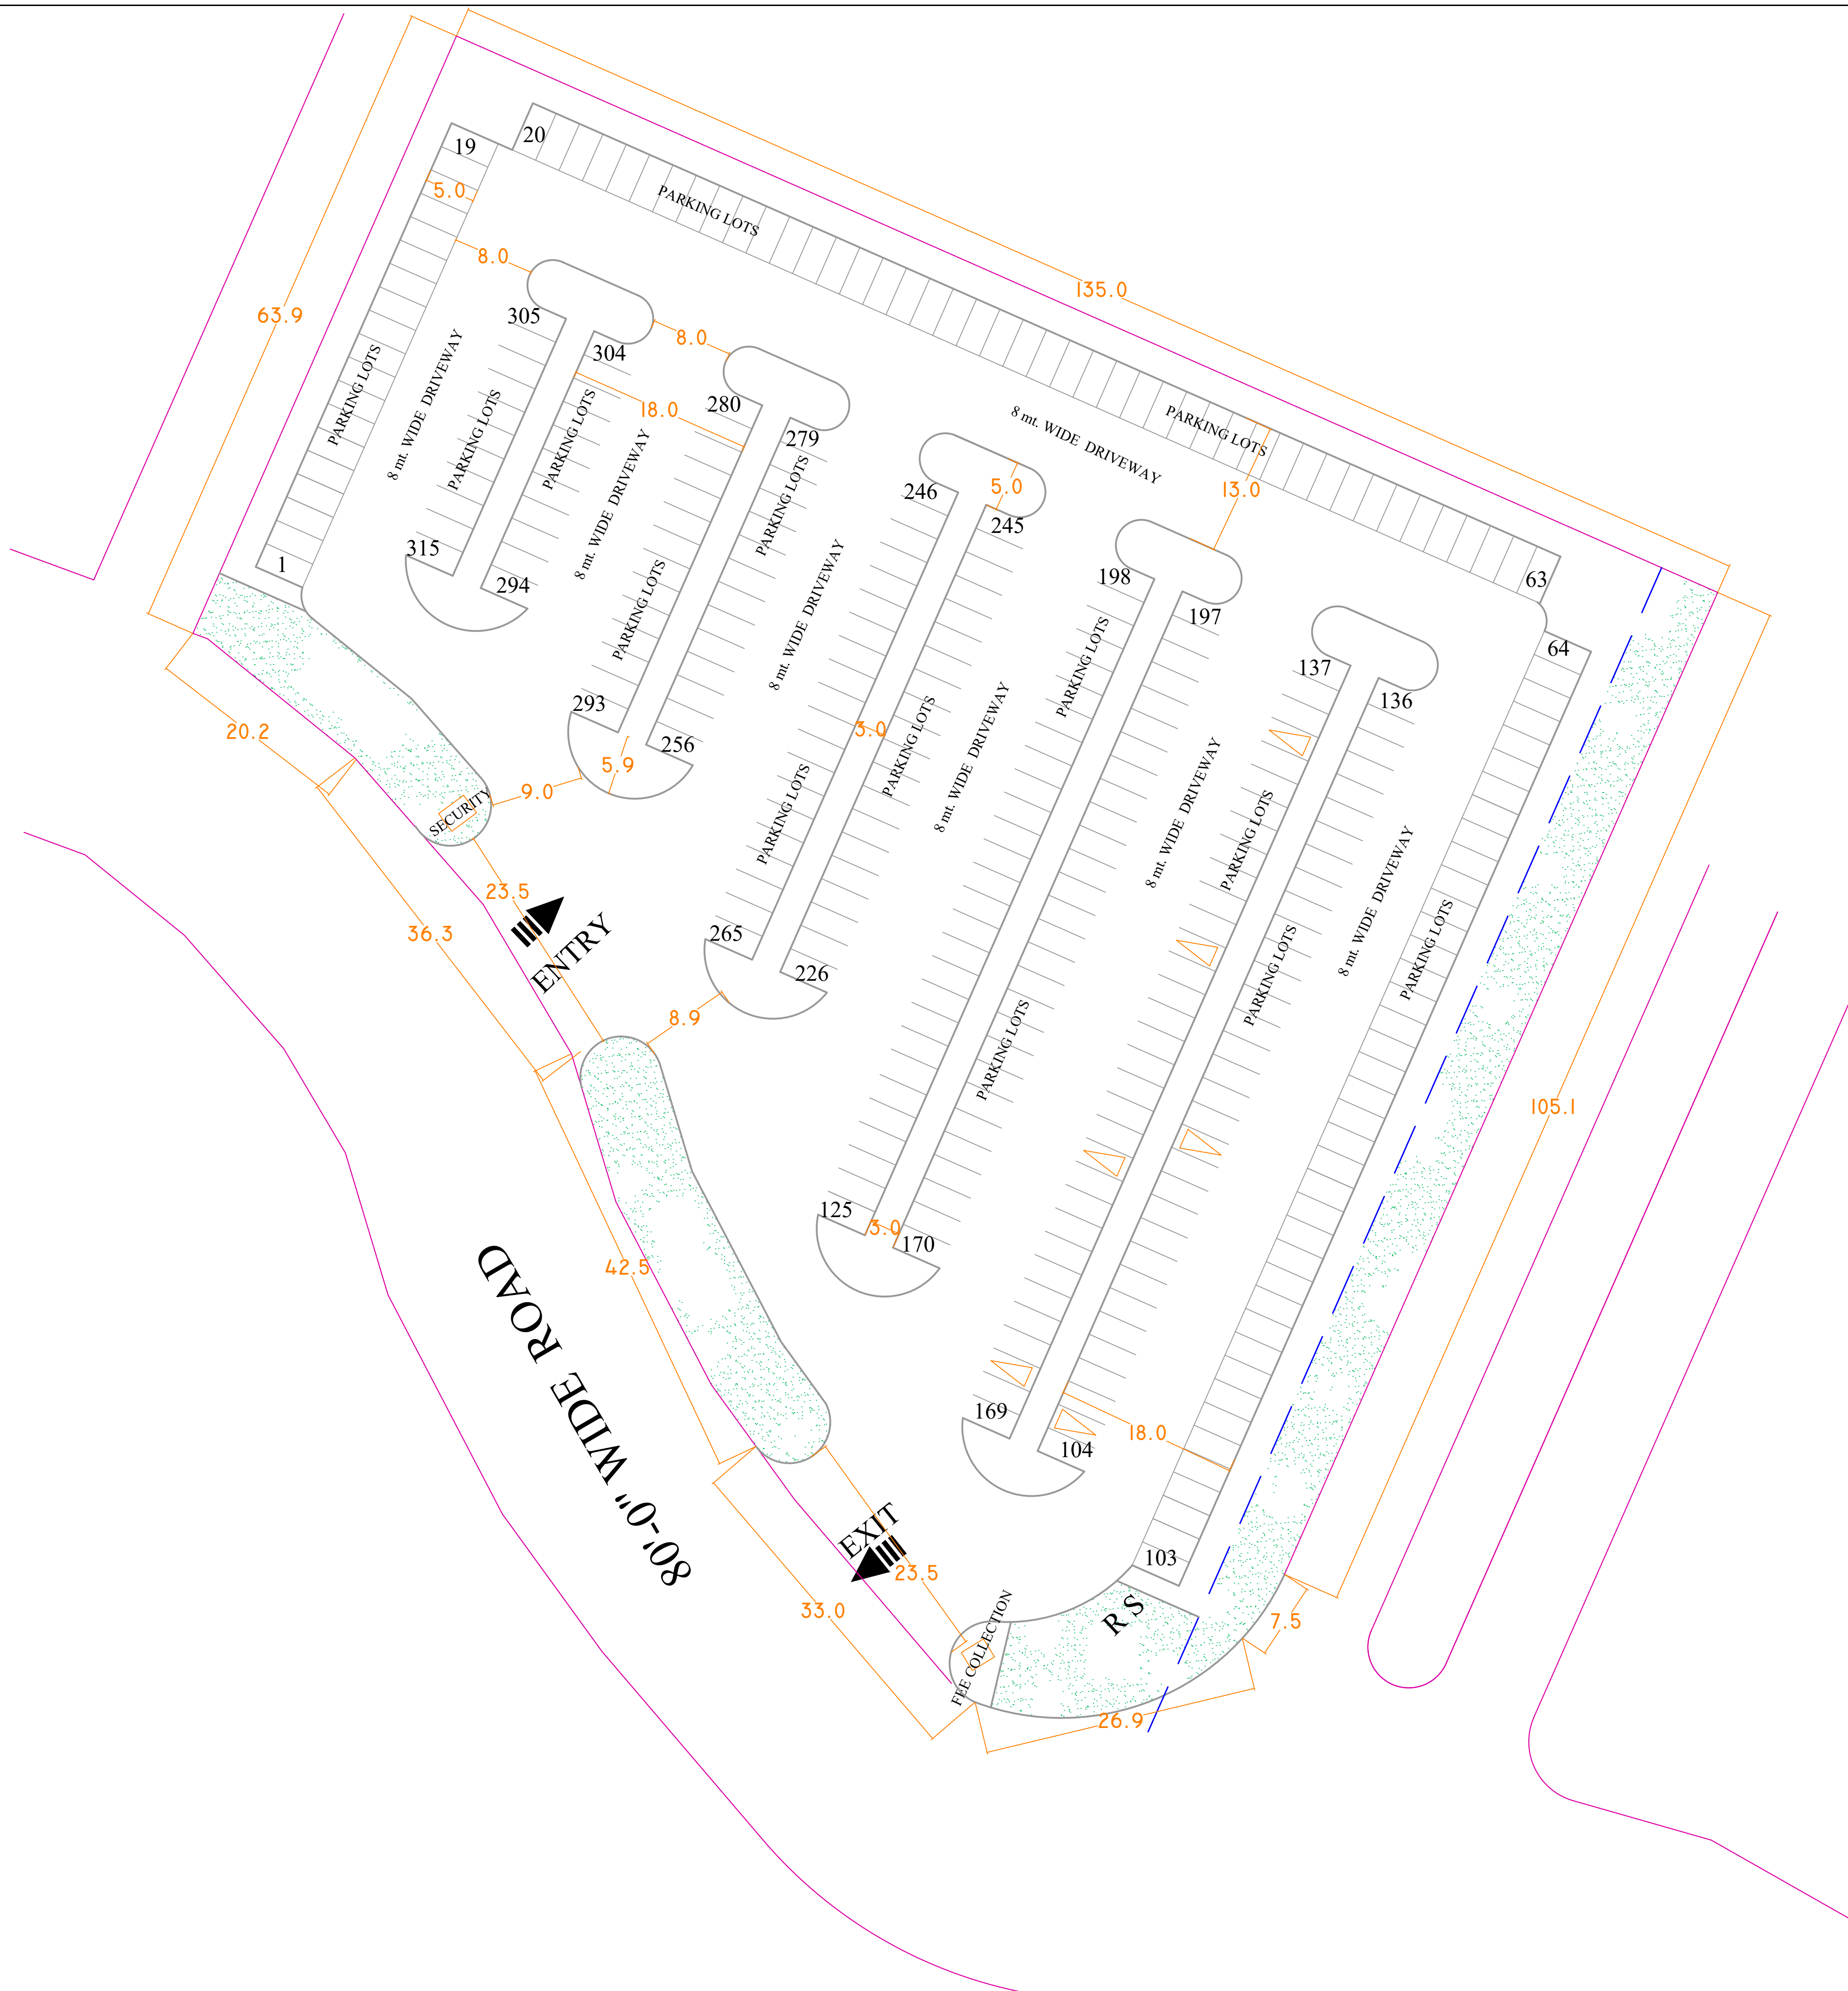 19
20
PARKING LOTS
5.0
8.0
135.0
63.9
305
304
8.0
PARKING LOTS
8 mt. WIDE DRIVEWAY
PARKING LOTS
PARKING LOTS
18.0
280
279
8 mt. WIDE DRIVEWAY
PARKING LOTS
8 mt. WIDE DRIVEWAY
PARKING LOTS
13.0
246
5.0
245
315
1
294
PARKING LOTS
8 mt. WIDE DRIVEWAY
198
197
63
64
PARKING LOTS
137
136
293
256
5.9
9.0
20.2
SECURITY
3.0
PARKING LOTS
PARKING LOTS
8 mt. WIDE DRIVEWAY
8 mt. WIDE DRIVEWAY
PARKING LOTS
8 mt. WIDE DRIVEWAY
23.5
36.3
ENTRY
265
226
8.9
PARKING LOTS
PARKING LOTS
PARKING LOTS
105.1
125
3.0
170
42.5
80'-0" WIDE ROAD
169
104
18.0
EXIT
23.5
33.0
103
R S
FEE COLLECTION
7.5
26.9